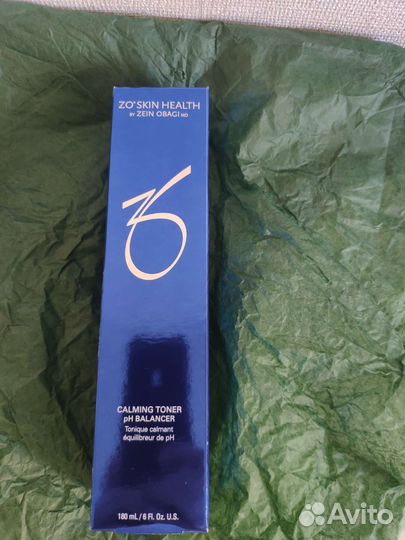 ZO® SKIN HEALTH
BY ZEIN OBAGI MD
CALMING TONER
pH BALANCER
Tonique calmant
équilibreur de pH
180 mL / 6 Fl. Oz. U.S.
Avito